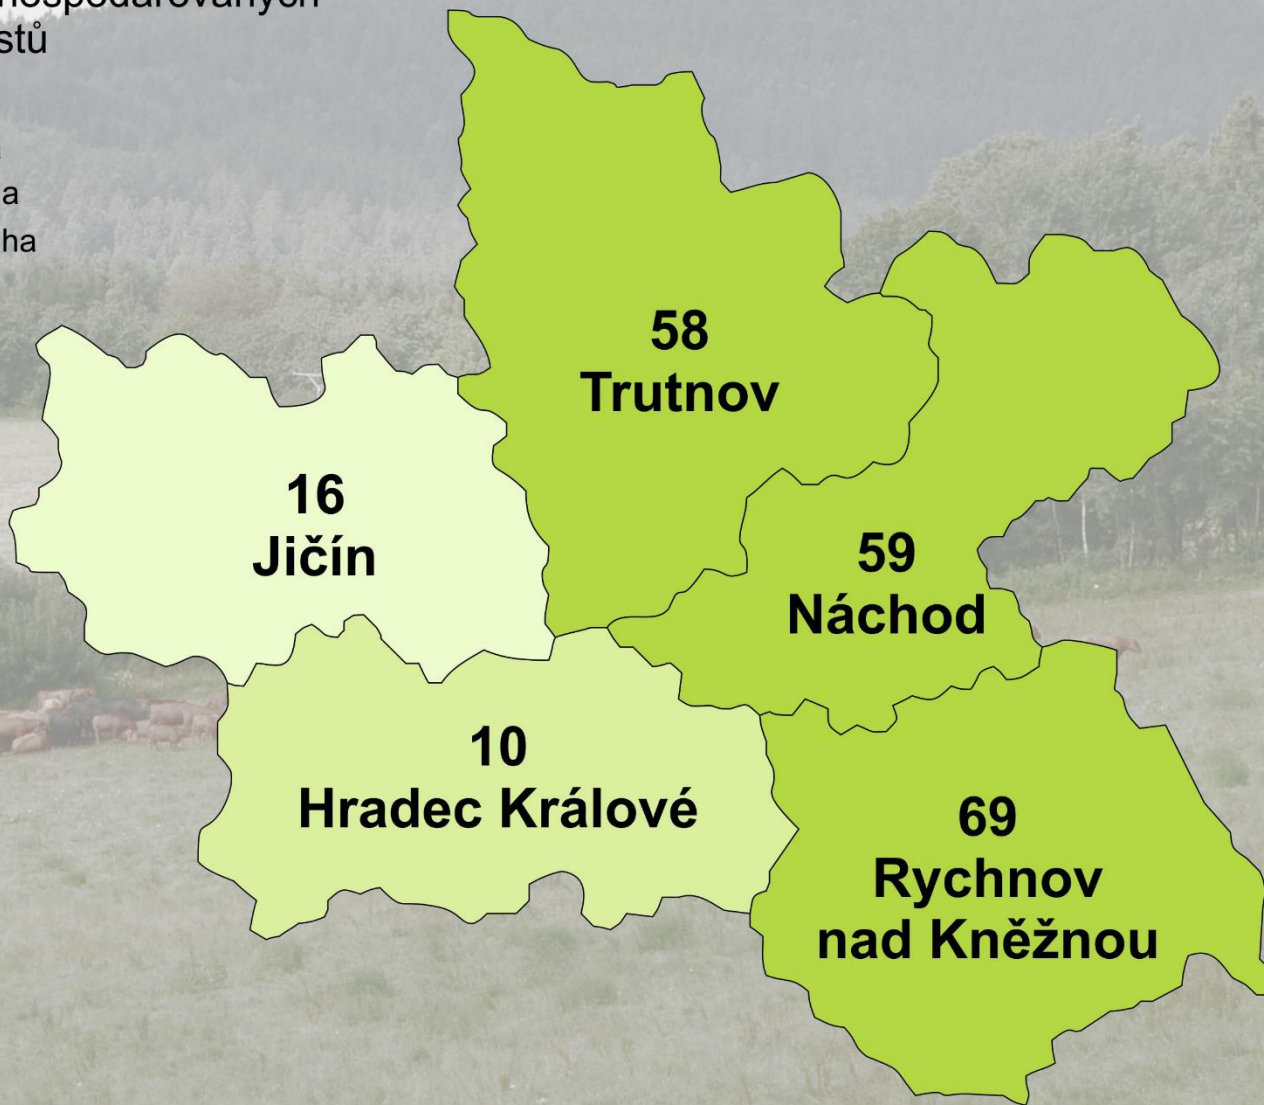 stů
a
ha
58
Trutnov
16
Jičín
59
Náchod
10
Hradec Králové
69
Rychnov
nad Kněžnou